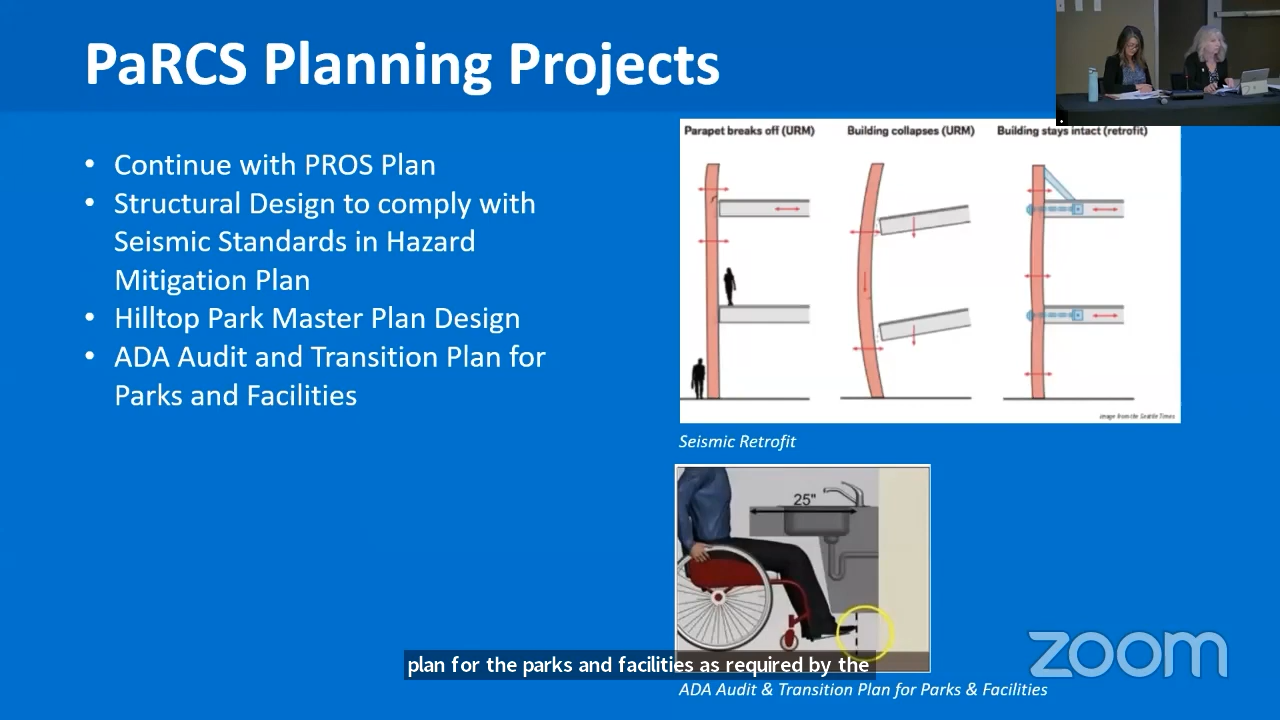 PaRCS Planning Projects
• Continue with PROS Plan
• Structural Design to comply with
Seismic Standards in Hazard
Mitigation Plan
• Hilltop Park Master Plan Design
• ADA Audit and Transition Plan for
Parks and Facilities
Parapet breaks off (URM)
Building collapses (URM)
Building stays intact (retrofit)
image from the Seattle Times
Seismic Retrofit
25"
plan for the parks and facilities as required by the
ADA Audit & Transition Plan for Parks & Facilities
zoom